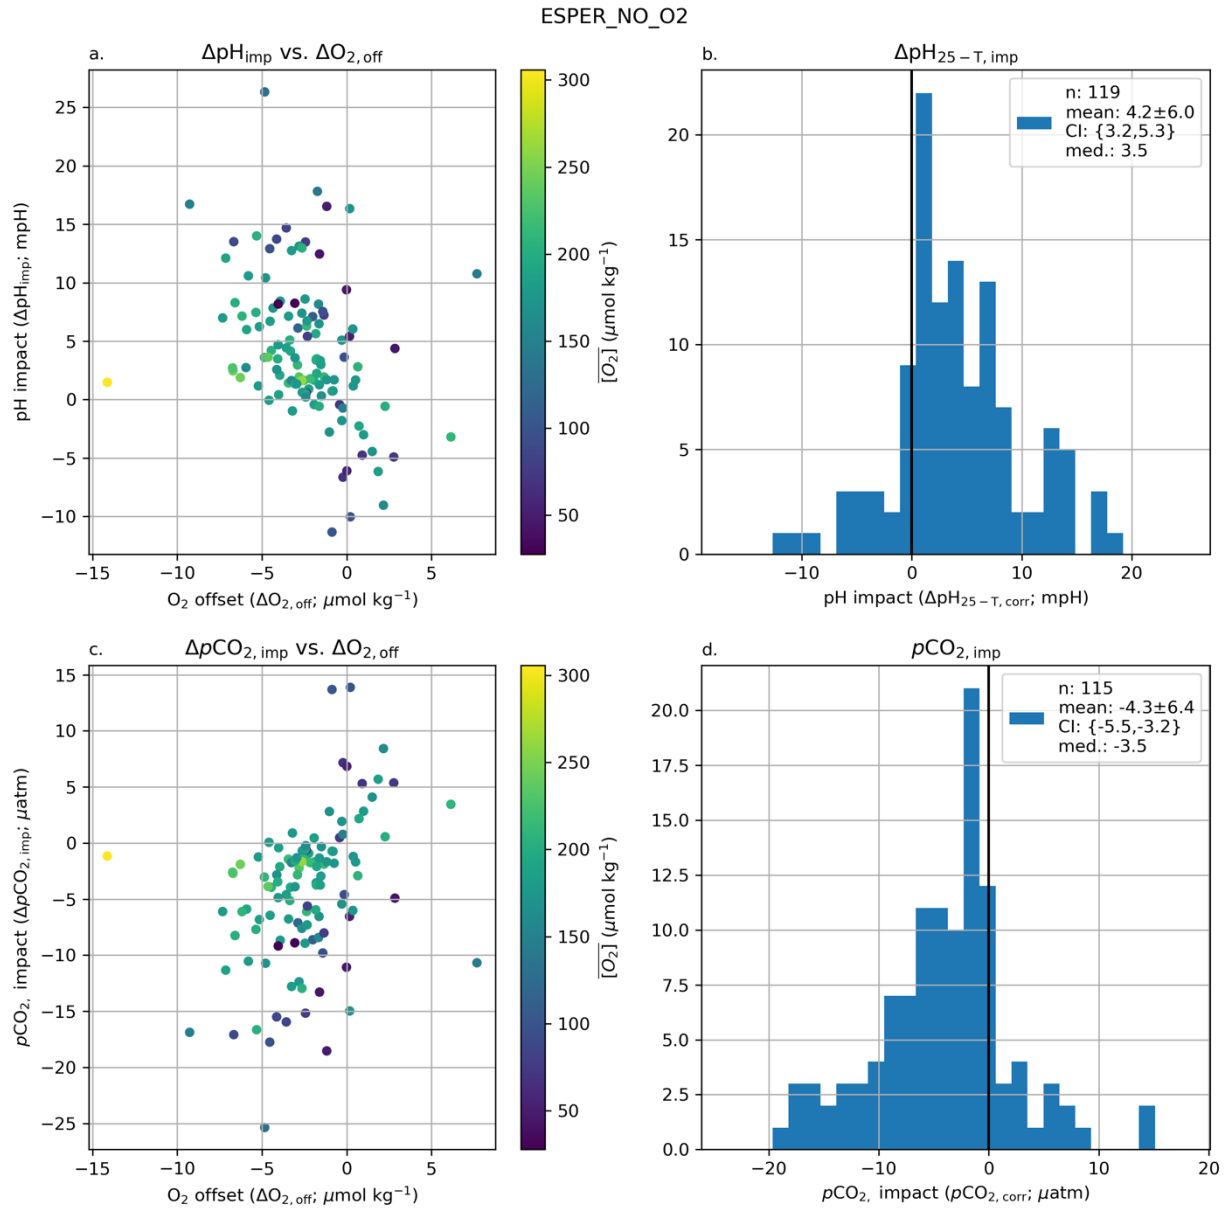 ESPER_NO_O2
a.
ΔpH_imp vs. ΔO_2, off
25
20
15
10
5
0
−5
−10
pH impact (ΔpH_imp; mpH)
−15
−10
−5
0
5
O_2 offset (ΔO_2, off; μmol kg^−1)
300
250
200
150
100
50
[O_2] (μmol kg^−1)
b.
ΔpH_25 − T, imp
n: 119
mean: 4.2±6.0
CI: {3.2,5.3}
med.: 3.5
20
15
10
5
0
−10
0
10
20
pH impact (ΔpH_25 − T, corr; mpH)
c.
ΔpCO_2, imp vs. ΔO_2, off
15
10
5
0
−5
−10
−15
−20
−25
pCO_2, impact (ΔpCO_2, imp; μatm)
−15
−10
−5
0
5
O_2 offset (ΔO_2, off; μmol kg^−1)
300
250
200
150
100
50
[O_2] (μmol kg^−1)
d.
pCO_2, imp
n: 115
mean: -4.3±6.4
CI: {-5.5,-3.2}
med.: -3.5
20.0
17.5
15.0
12.5
10.0
7.5
5.0
2.5
0.0
−20
−10
0
10
20
pCO_2, impact (pCO_2, corr; μatm)